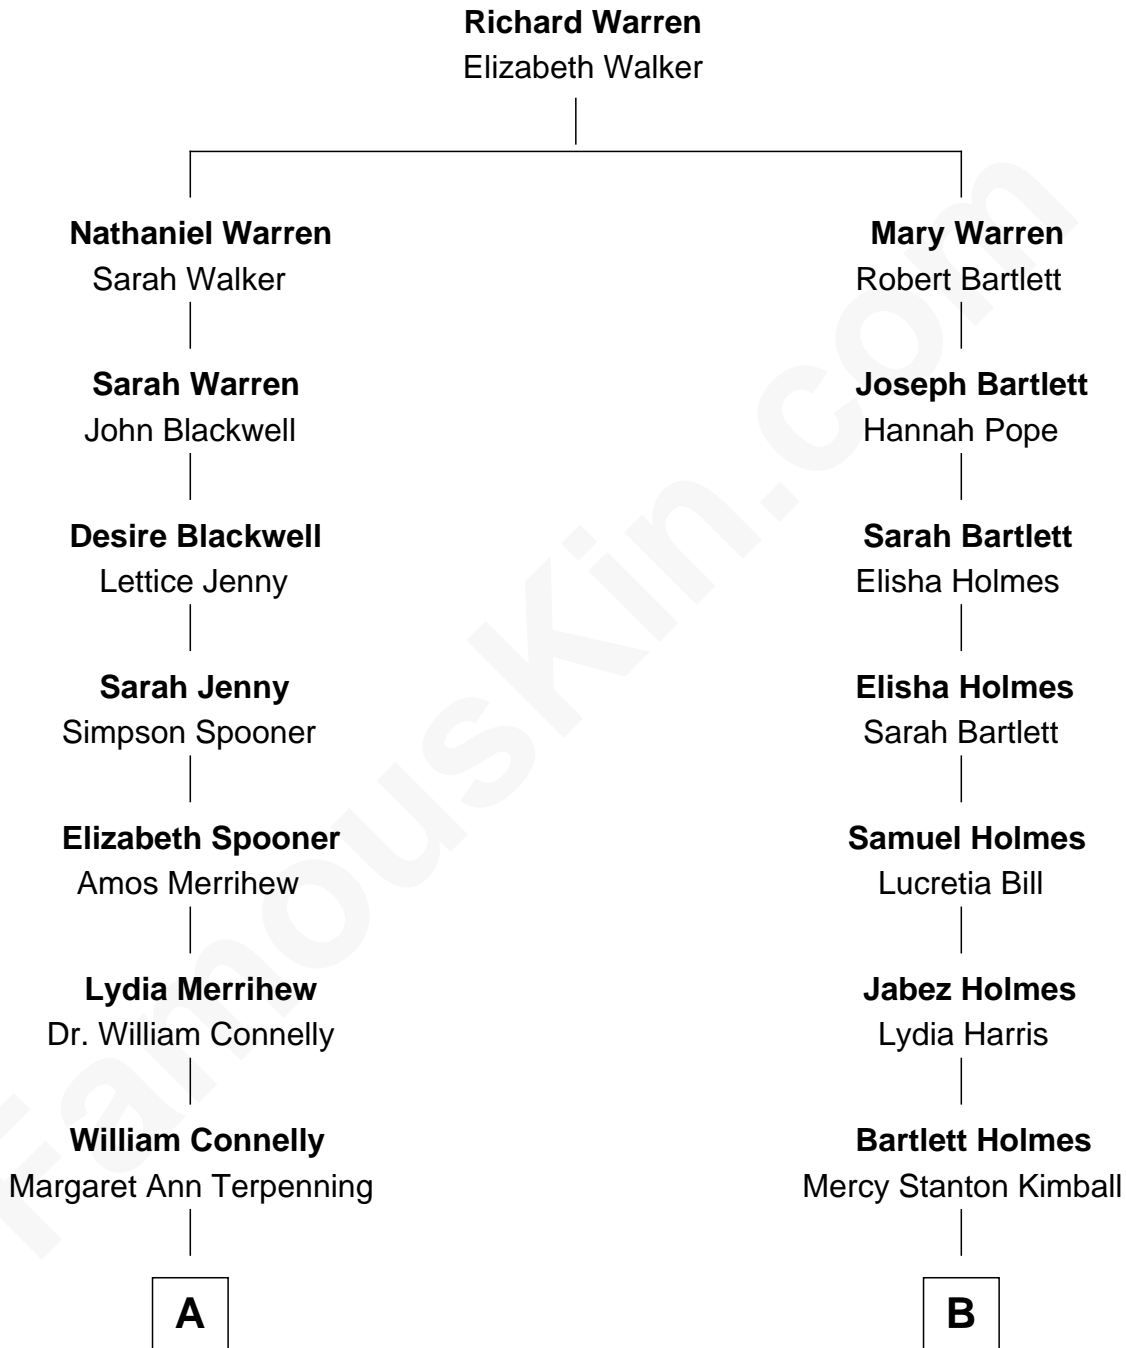 Richard Warren
Elizabeth Walker
Nathaniel Warren
Sarah Walker
Mary Warren
Robert Bartlett
Sarah Warren
John Blackwell
Joseph Bartlett
Hannah Pope
Desire Blackwell
Lettice Jenny
Sarah Bartlett
Elisha Holmes
Sarah Jenny
Simpson Spooner
Elisha Holmes
Sarah Bartlett
Elizabeth Spooner
Amos Merrihew
Samuel Holmes
Lucretia Bill
Lydia Merrihew
Dr. William Connelly
Jabez Holmes
Lydia Harris
William Connelly
Margaret Ann Terpenning
Bartlett Holmes
Mercy Stanton Kimball
A
B
FamousKin.com